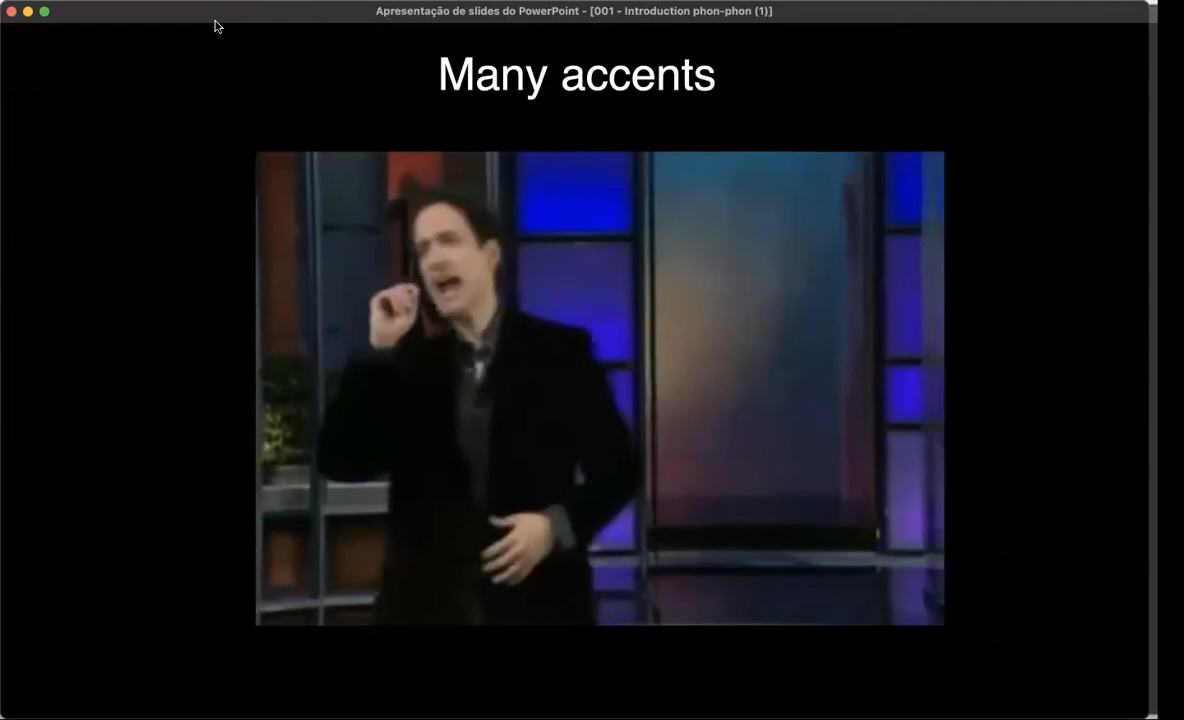 Apresentação de slides do PowerPoint - [001 - Introduction phon-phon (1)]
Many accents